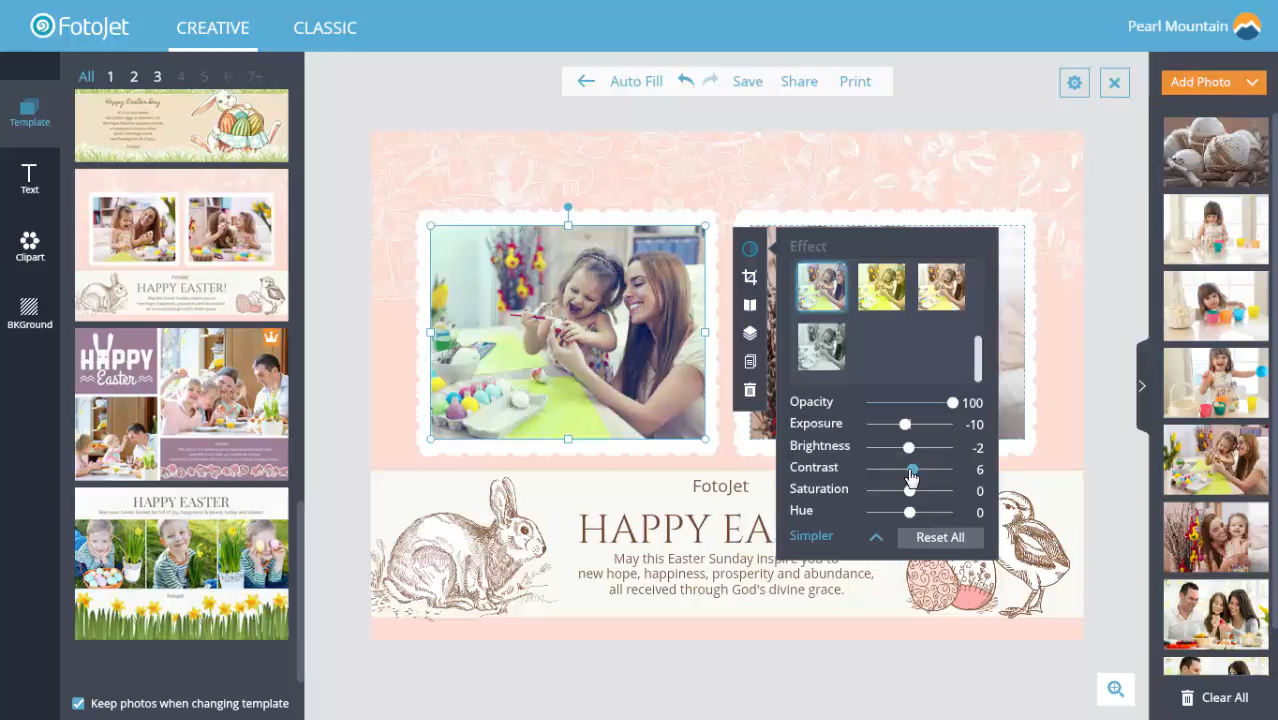 FotoJet
CREATIVE
CLASSIC
Pearl Mountain
All 1 2 3 4 5 6 7+
Auto Fill
Save
Share
Print
Add Photo
Template
Text
Clipart
BKGround
Happy Easter Day
HAPPY EASTER!
HAPPY
Easter
HAPPY EASTER
FotoJet
Effect
Opacity 100
Exposure -10
Brightness -2
Contrast 6
Saturation 0
Hue 0
Simpler
Reset All
FotoJet
HAPPY EA
May this Easter Sunday inspire you to
new hope, happiness, prosperity and abundance,
all received through God's divine grace.
Keep photos when changing template
Clear All